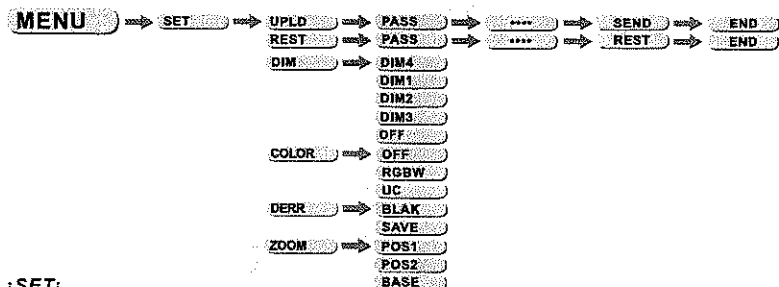 MENU SET UPLD PASS •••• SEND END
REST PASS •••• REST END
DIM DIM4
DIM1
DIM2
DIM3
OFF
COLOR OFF
RGBW
UC
DERR BLAK
SAVE
ZOOM POS1
POS2
BASE
;SET;